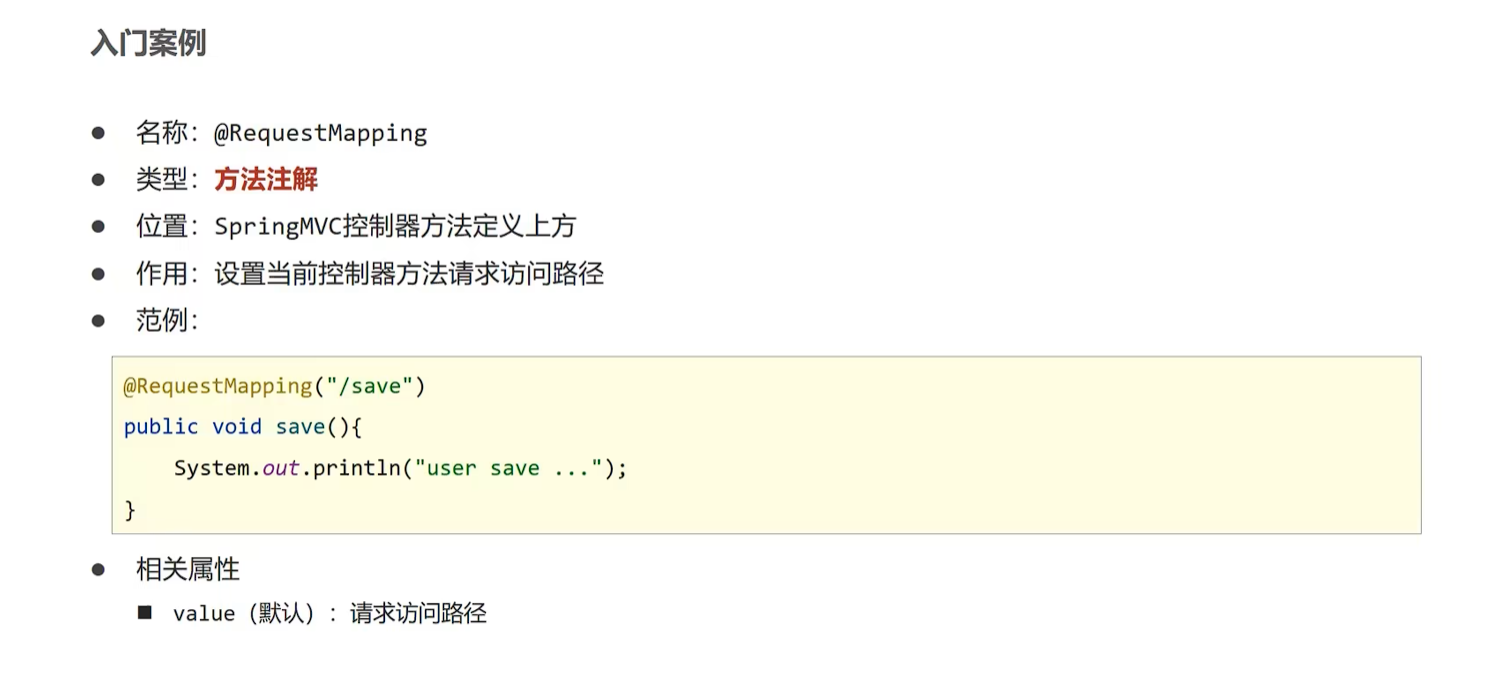 入门案例
● 名称：@RequestMapping
● 类型：方法注解
● 位置：SpringMVC控制器方法定义上方
● 作用：设置当前控制器方法请求访问路径
● 范例：
@RequestMapping("/save")
public void save(){
    System.out.println("user save ...");
}
● 相关属性
■ value（默认）：请求访问路径